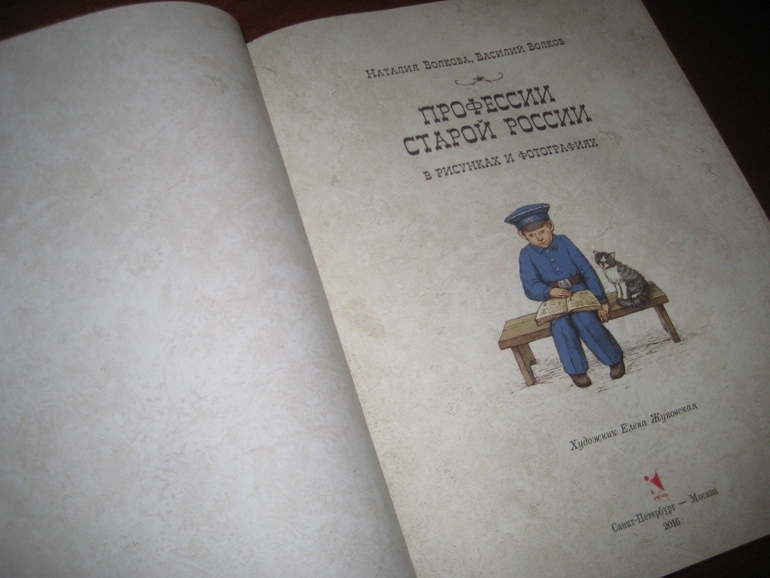 Наталия Волкова, Василий Волков
ПРОФЕССИИ
СТАРОЙ РОССИИ
В РИСУНКАХ И ФОТОГРАФИЯХ
Художник Елена Жуковская
Санкт-Петербург — Москва
2016